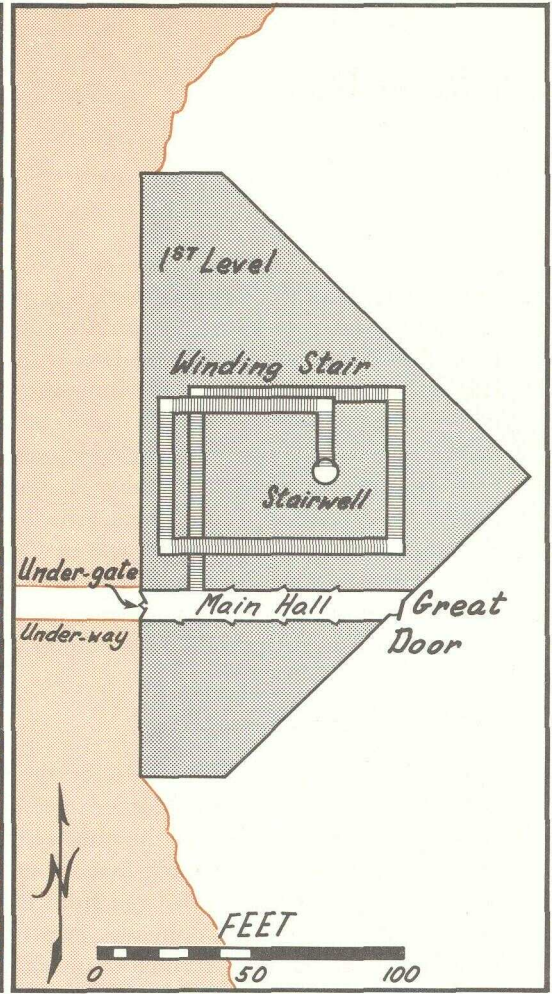 1ST Level
Winding Stair
Stairwell
Under-gate
Main Hall
Great
Door
Under-way
N
FEET
0 50 100